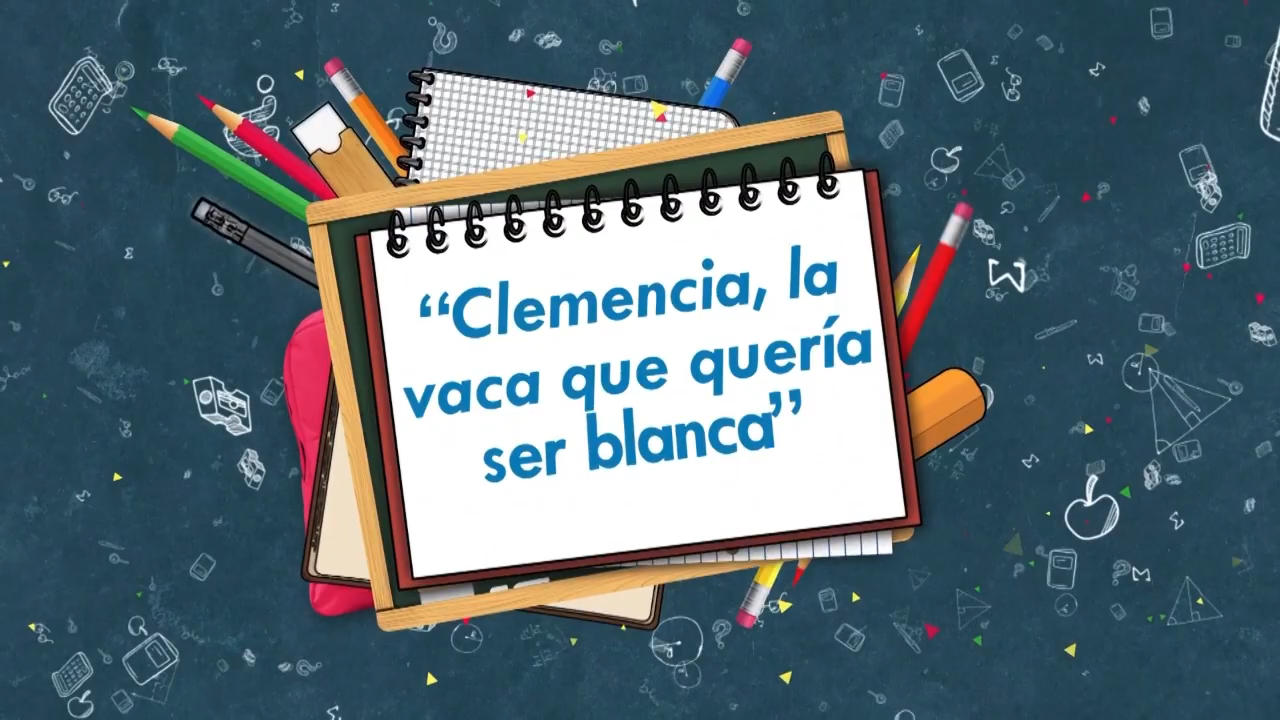 “Clemencia, la
vaca que quería
ser blanca”